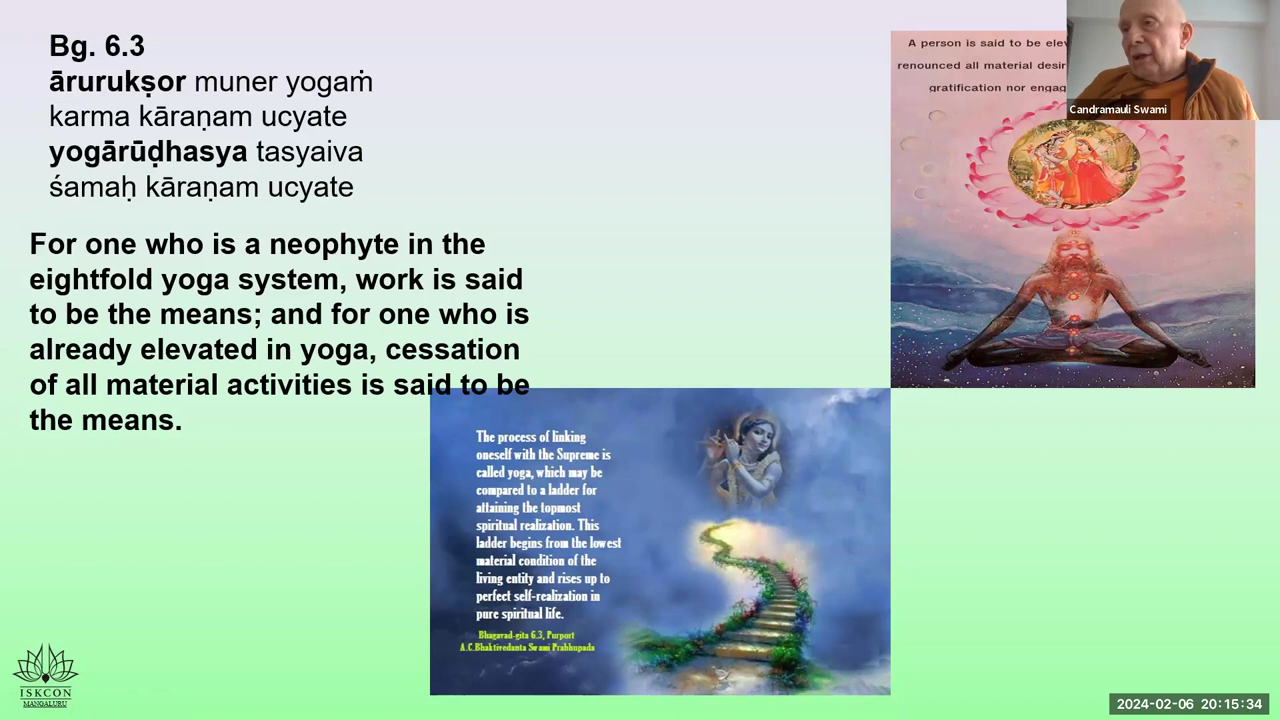 Bg. 6.3
ārurukṣor muner yogaṁ
karma kāraṇam ucyate
yogārūḍhasya tasyaiva
śamaḥ kāraṇam ucyate
For one who is a neophyte in the
eightfold yoga system, work is said
to be the means; and for one who is
already elevated in yoga, cessation
of all material activities is said to be
the means.
A person is said to be
renounced all material
gratification nor
Candramauli Swami
The process of linking
oneself with the Supreme is
called yoga, which may be
compared to a ladder for
attaining the topmost
spiritual realization. This
ladder begins from the lowest
material condition of the
living entity and rises up to
perfect self-realization in
pure spiritual life.
Bhagavad-gita 6.3, Purport
A.C.Bhaktivedanta Swami Prabhupada
ISKCON
MANGALURU
2024-02-06 20:15:34